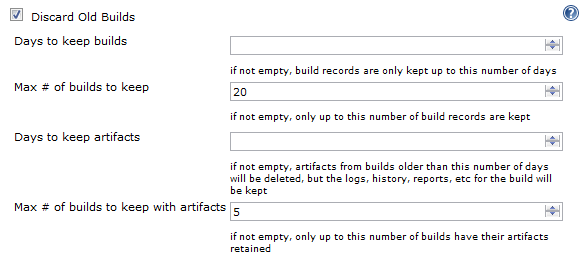 Discard Old Builds
Days to keep builds
if not empty, build records are only kept up to this number of days
Max # of builds to keep
20
if not empty, only up to this number of build records are kept
Days to keep artifacts
if not empty, artifacts from builds older than this number of days
will be deleted, but the logs, history, reports, etc for the build will
be kept
Max # of builds to keep with artifacts
5
if not empty, only up to this number of builds have their artifacts
retained